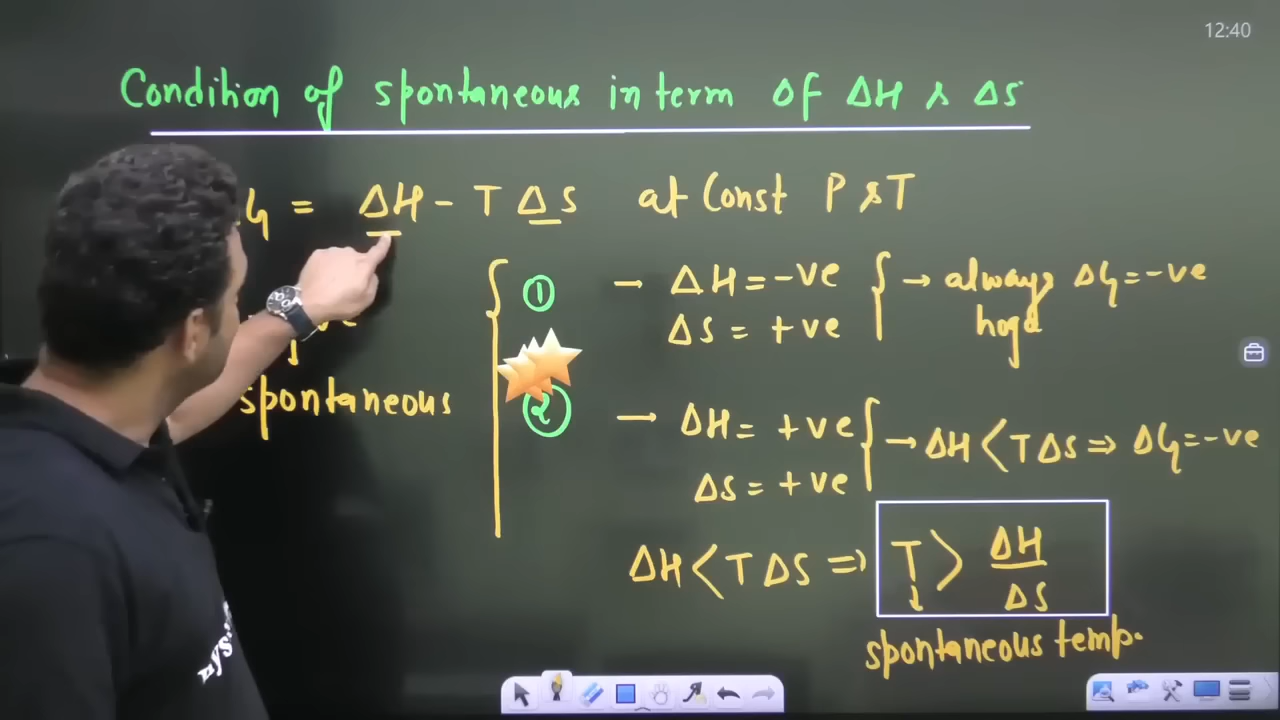 12:40
Condition of spontaneous in term of ΔH & ΔS
G = ΔH - T ΔS at Const P & T
① → ΔH = -ve } → always ΔG = -ve
ΔS = +ve hoga
-ve
spontaneous
② → ΔH = +ve } → ΔH < TΔS ⇒ ΔG = -ve
ΔS = +ve
ΔH < TΔS ⇒ T > ΔH/ΔS
spontaneous temp.